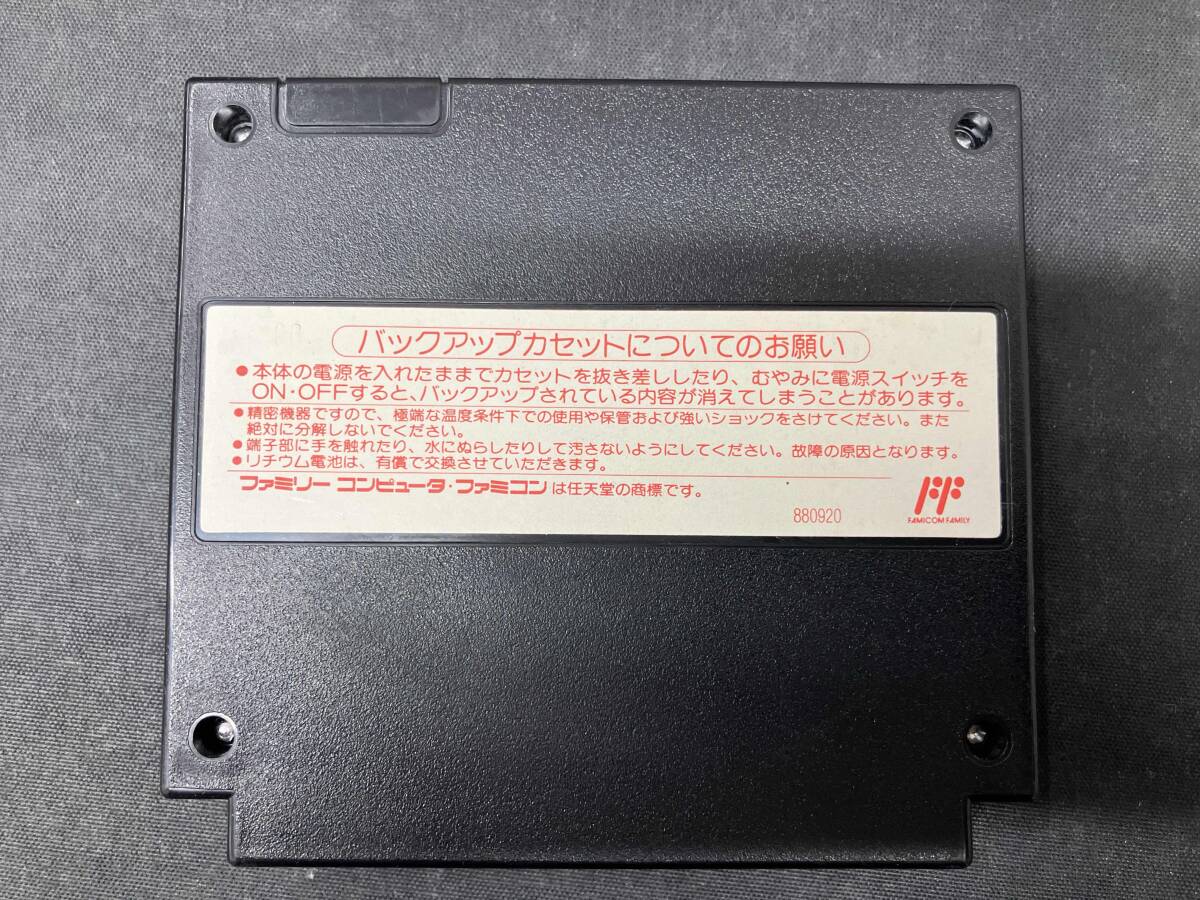 バックアップカセットについてのお願い
●本体の電源を入れたままでカセットを抜き差ししたり、むやみに電源スイッチを
ON・OFFすると、バックアップされている内容が消えてしまうことがあります。
●精密機器ですので、極端な温度条件下での使用や保管および強いショックをさけてください。また
絶対に分解しないでください。
●端子部に手を触れたり、水にぬらしたりして汚さないようにしてください。故障の原因となります。
●リチウム電池は、有償で交換させていただきます。
ファミリー コンピュータ・ファミコンは任天堂の商標です。
880920
FAMICOM FAMILY